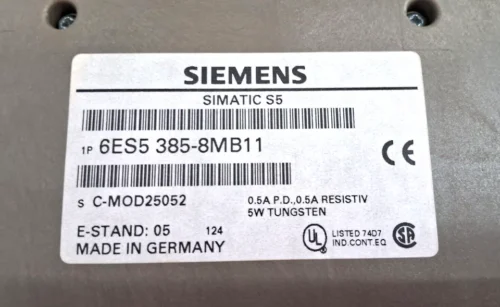 SIEMENS
SIMATIC S5
1P 6ES5 385-8MB11
CE
S C-MOD25052
0.5A P.D.,0.5A RESISTIV
5W TUNGSTEN
E-STAND: 05 124
MADE IN GERMANY
UL LISTED 74D7
IND.CONT.EQ
SA